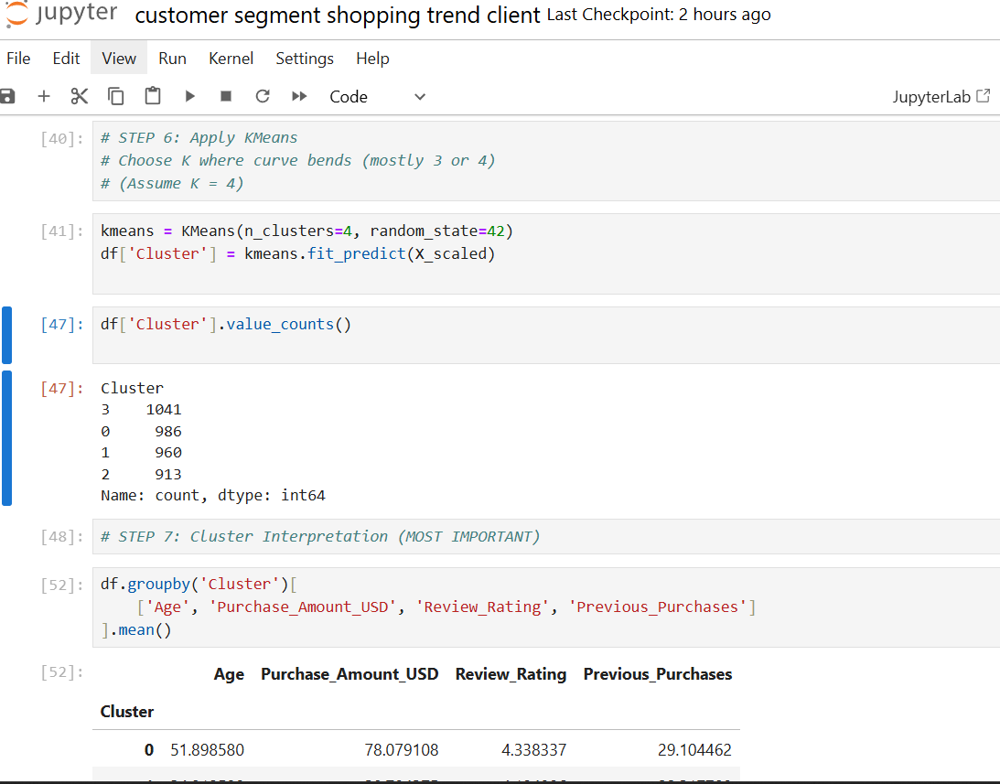 jupyter customer segment shopping trend client Last Checkpoint: 2 hours ago
File Edit View Run Kernel Settings Help
Code JupyterLab
[40]: # STEP 6: Apply KMeans
# Choose K where curve bends (mostly 3 or 4)
# (Assume K = 4)
[41]: kmeans = KMeans(n_clusters=4, random_state=42)
df['Cluster'] = kmeans.fit_predict(X_scaled)
[47]: df['Cluster'].value_counts()
[47]: Cluster
3 1041
0 986
1 960
2 913
Name: count, dtype: int64
[48]: # STEP 7: Cluster Interpretation (MOST IMPORTANT)
[52]: df.groupby('Cluster')[
['Age', 'Purchase_Amount_USD', 'Review_Rating', 'Previous_Purchases']
].mean()
[52]: Age Purchase_Amount_USD Review_Rating Previous_Purchases
Cluster
0 51.898580 78.079108 4.338337 29.104462